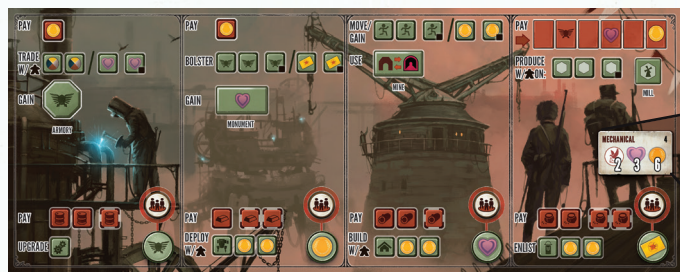 PAY
TRADE
W/
GAIN
ARMORY
PAY
UPGRADE
PAY
BOLSTER
GAIN
MONUMENT
PAY
DEPLOY
W/
MOVE/
GAIN
USE
MINE
PAY
BUILD
W/
PAY
PRODUCE
W/ ON:
MILL
MECHANICAL 4
2 3 6
PAY
ENLIST